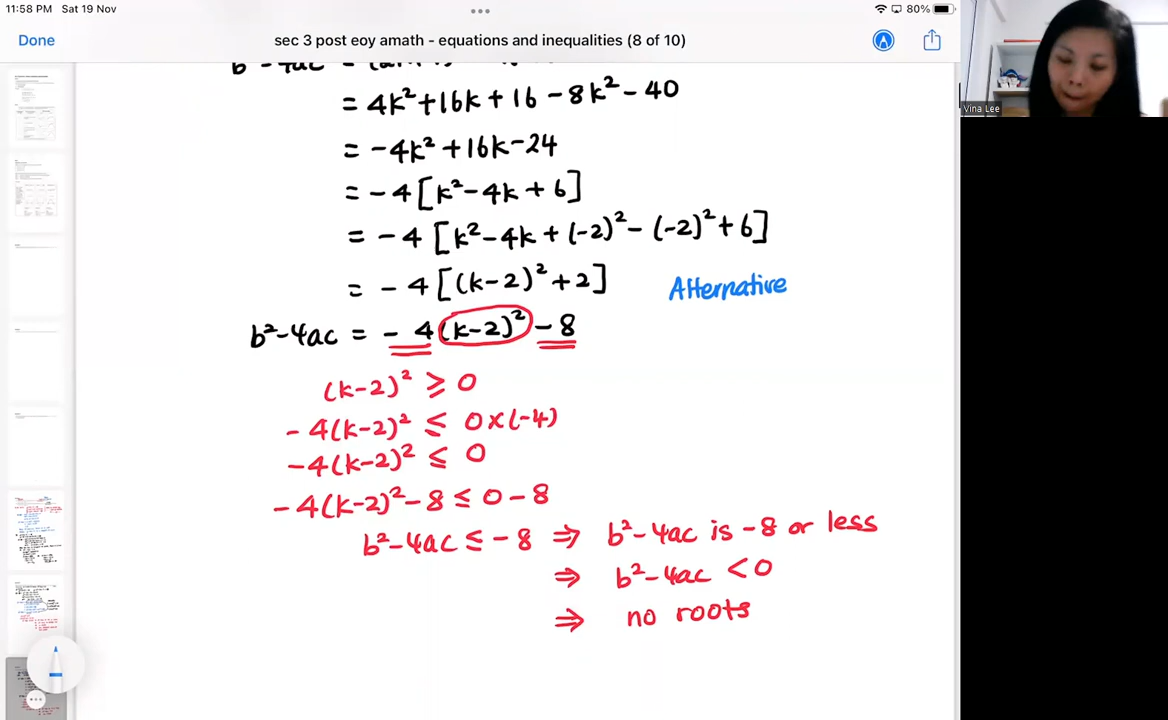 11:58 PM Sat 19 Nov
80%
Done
sec 3 post eoy amath - equations and inequalities (8 of 10)
Vina Lee
= 4k²+16k+16-8k²-40
= -4k²+16k-24
= -4[k²-4k+6]
= -4[k²-4k+(-2)²-(-2)²+6]
= -4[(k-2)²+2]
Alternative
b²-4ac = -4(k-2)²-8
(k-2)² ≥ 0
-4(k-2)² ≤ 0×(-4)
-4(k-2)² ≤ 0
-4(k-2)²-8 ≤ 0-8
b²-4ac ≤ -8 ⇒ b²-4ac is -8 or less
⇒ b²-4ac < 0
⇒ no roots